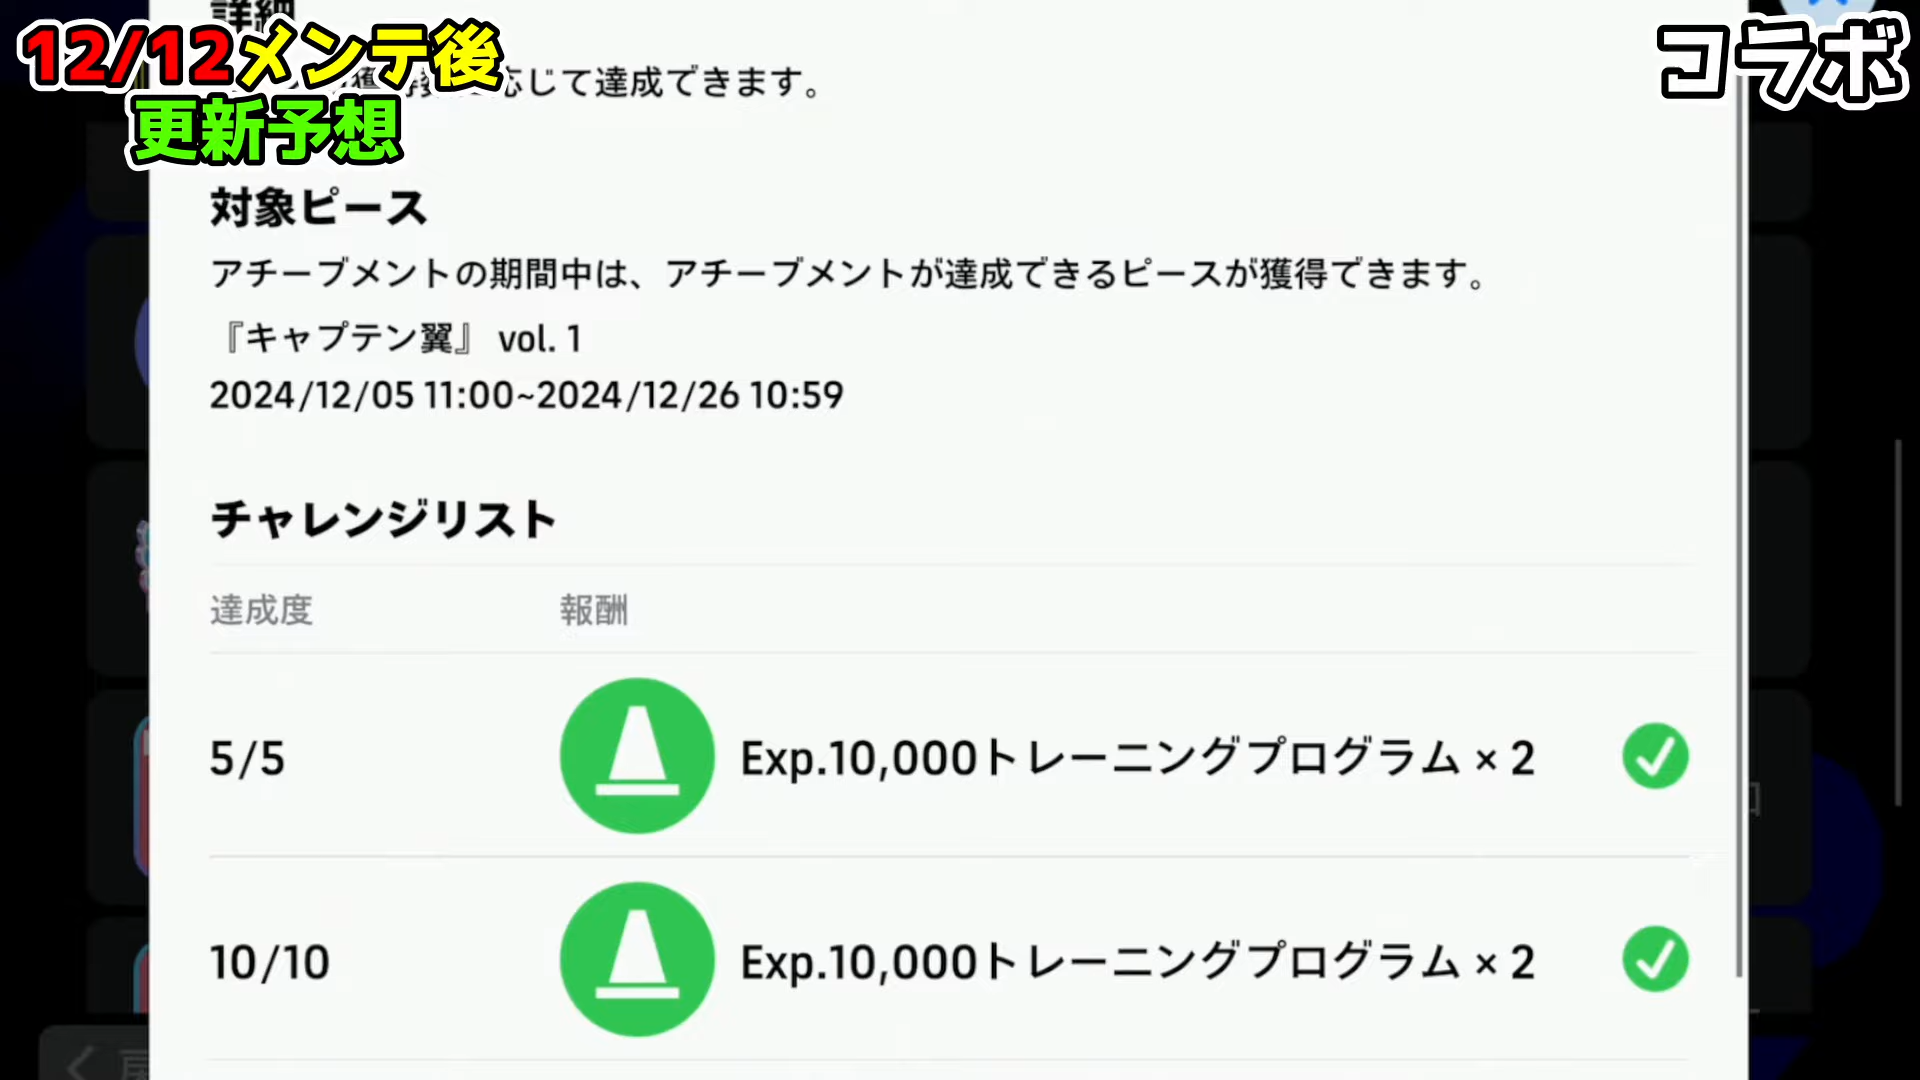 詳細
12/12メンテ後
コラボ
応じて達成できます。
更新予想
対象ピース
アチーブメントの期間中は、アチーブメントが達成できるピースが獲得できます。
『キャプテン翼』 vol. 1
2024/12/05 11:00~2024/12/26 10:59
チャレンジリスト
達成度 報酬
5/5 Exp.10,000トレーニングプログラム × 2
10/10 Exp.10,000トレーニングプログラム × 2